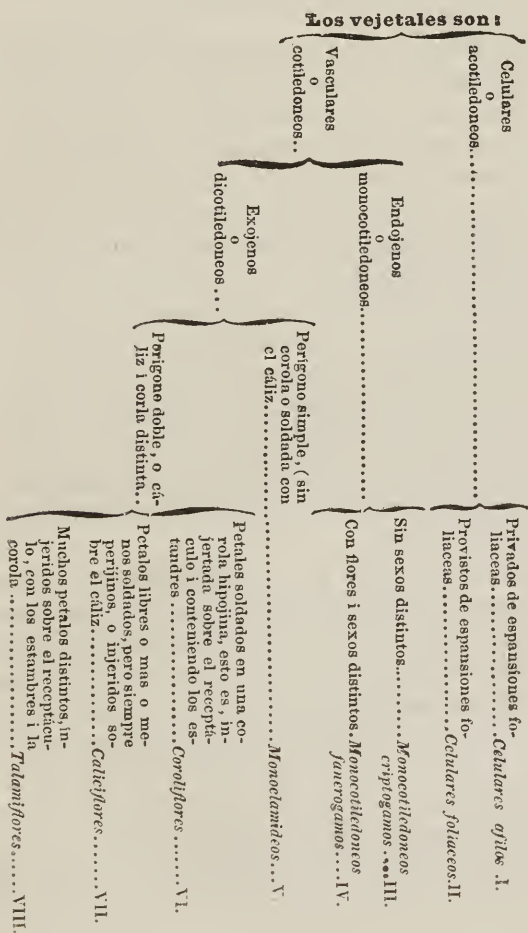 Los vejetales son:
Celulares
o
acotiledoneos
Privados de espansiones fo-
liaceas. Celulares afilos I.
Provistos de espansiones fo-
liaceas. Celulares foliaceos. II.
Vasculares
o
cotiledoneos..
Endojenos
o
monocotiledoneos
Sin sexos distintos. Monocotiledoneos
criptogamos. III.
Con flores i sexos distintos. Monocotiledoneos
fanerogamos. IV.
Exojenos
o
dicotiledoneos
Perígono simple, (sin
corola o soldada con
el cáliz. Monoclamideos V.
Perigono doble, o cá-
liz i corla distinta..
Petales soldados en una co-
rola hipojina, esto es, in-
jertada sobre el receptá-
culo i conteniendo los es-
tandres. Coroliflores VI.
Petalos libres o mas o me-
nos soldados, pero siempre
perijinos, o injeridos so-
bre el cáliz. Caliciflores VII.
Muchos petalos distintos, in-
jeridos sobre el receptácu-
lo, con los estambres i la
corola. Talamiflores VIII.